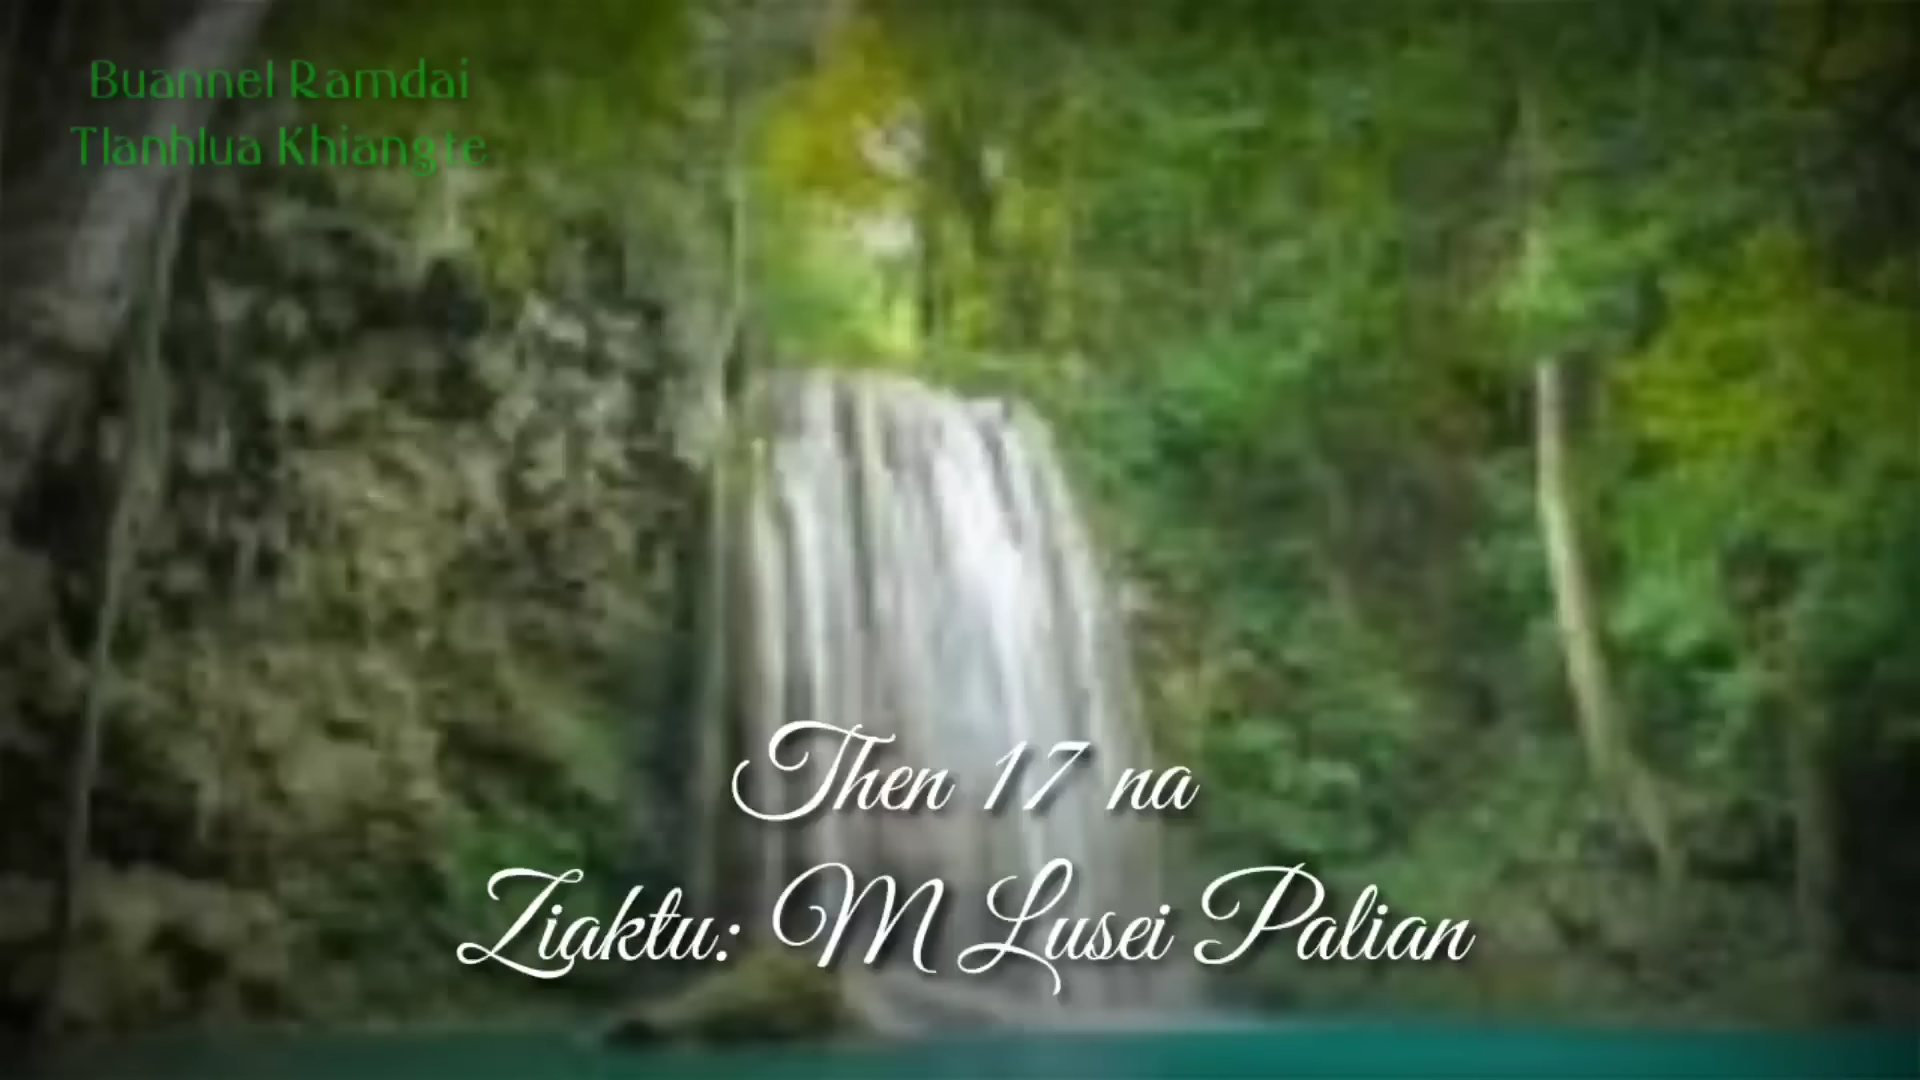 Buannel Ramdai
Tlanhlua Khiangte
Then 17 na
Ziaktu: M Lusei Palian